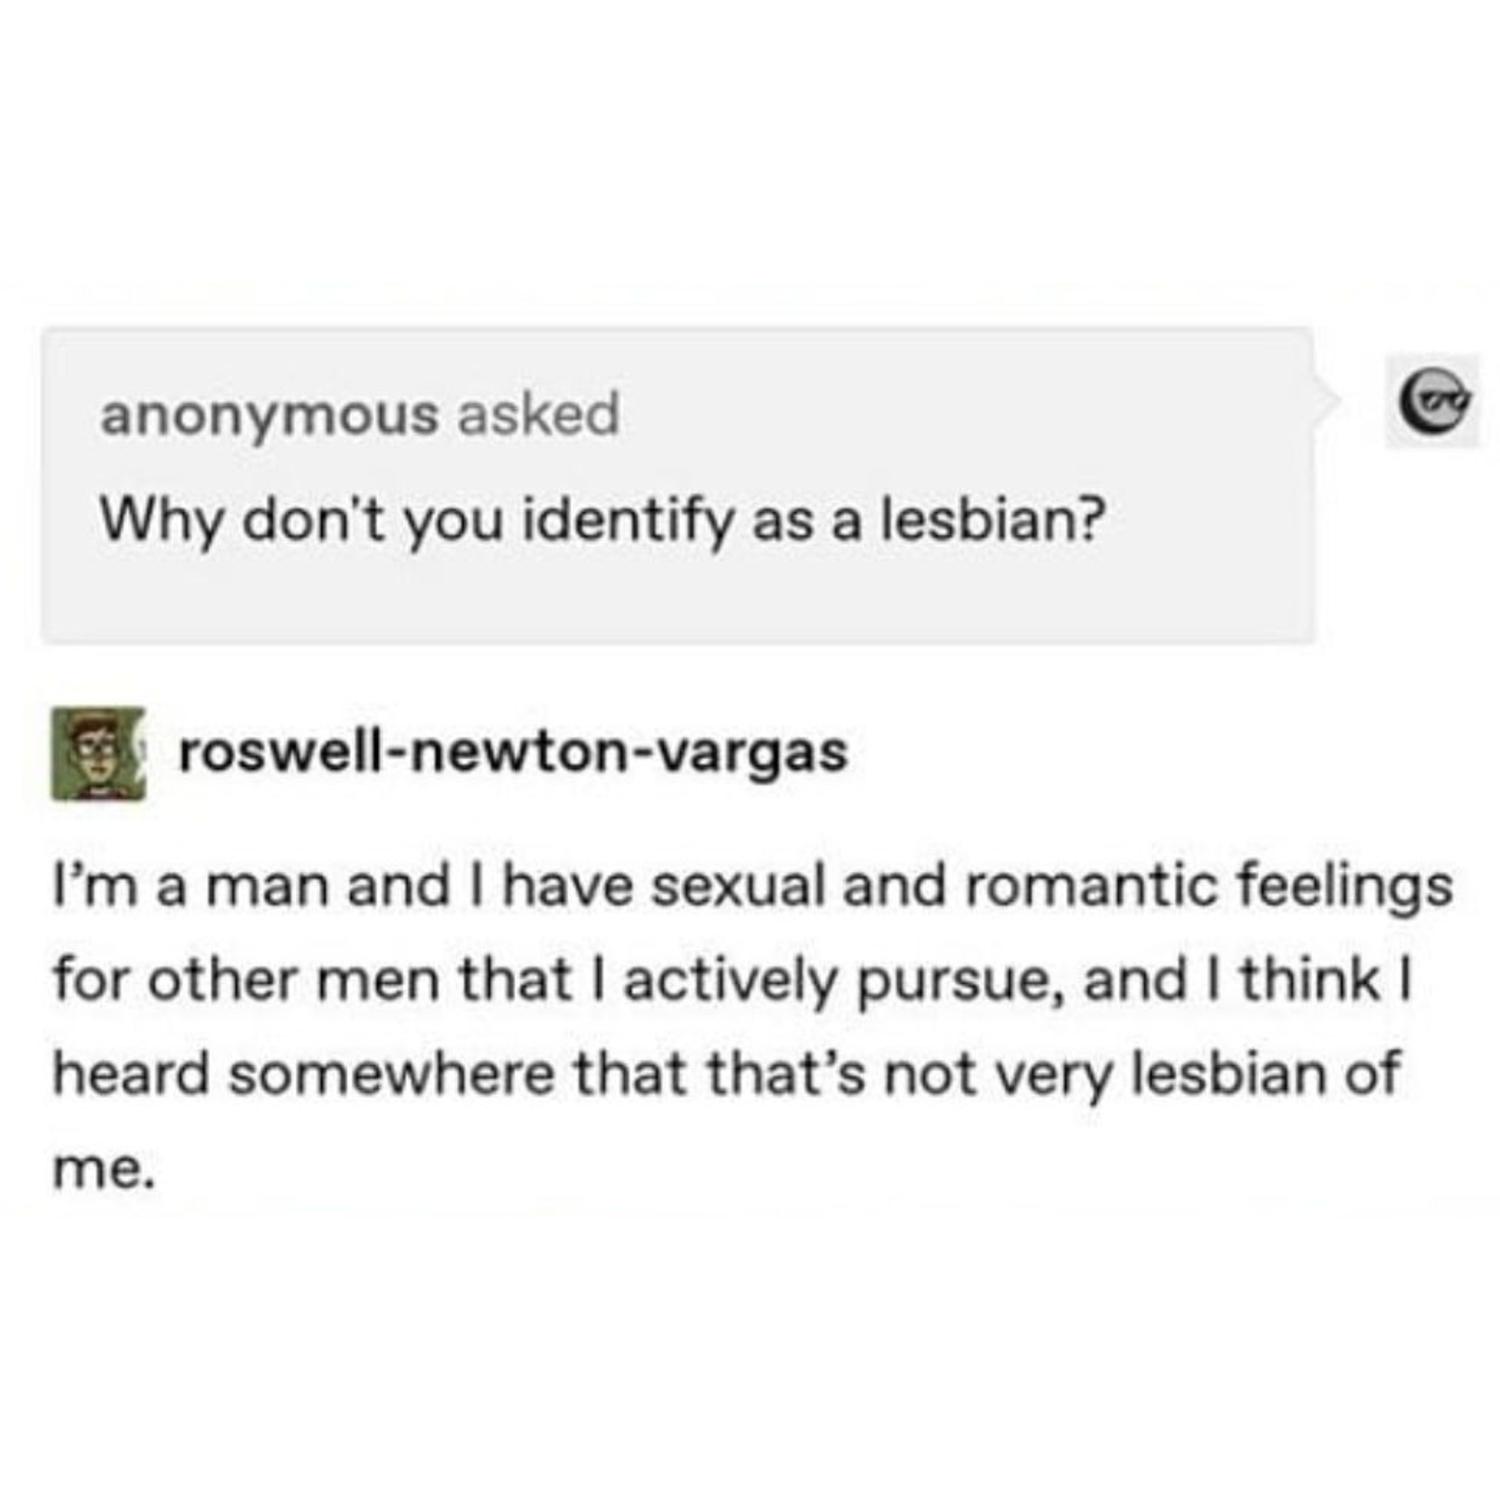 anonymous asked
Why don't you identify as a lesbian?
roswell-newton-vargas
I’m a man and I have sexual and romantic feelings
for other men that I actively pursue, and I think I
heard somewhere that that’s not very lesbian of
me.